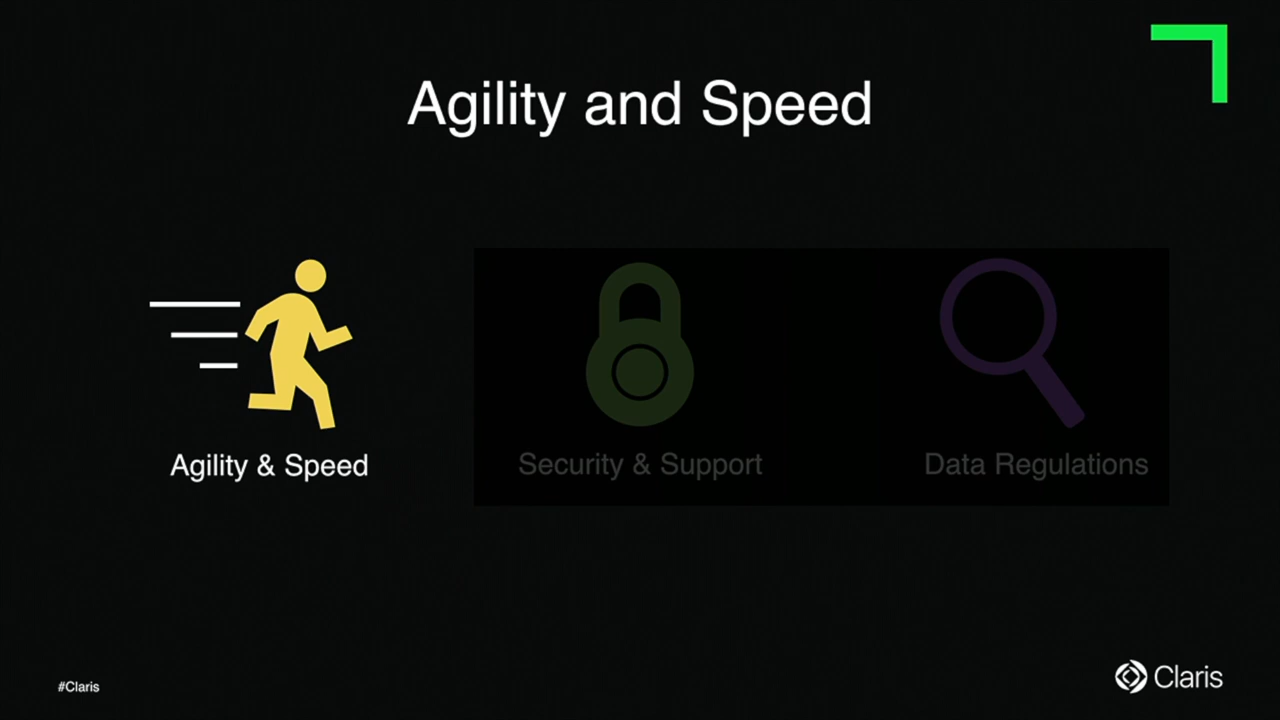 Agility and Speed
Agility & Speed
Security & Support
Data Regulations
#Claris
Claris